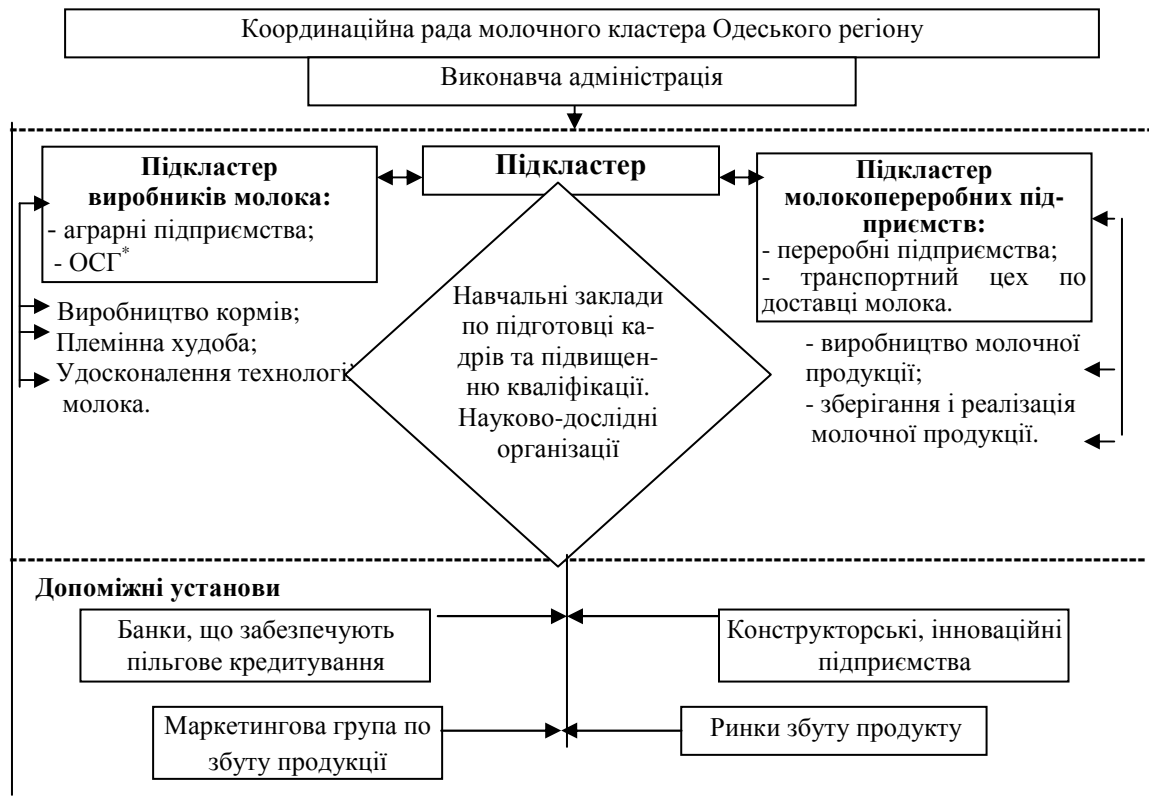 Координаційна рада молочного кластера Одеського регіону
Виконавча адміністрація
Підкластер
виробників молока:
- аграрні підприємства;
- ОСГ*
Виробництво кормів;
Племінна худоба;
Удосконалення технології
молока.
Підкластер
Навчальні заклади
по підготовці ка-
дрів та підвищен-
ню кваліфікації.
Науково-дослідні
організації
Підкластер
молокопереробних під-
приємств:
- переробні підприємства;
- транспортний цех по
доставці молока.
- виробництво молочної
продукції;
- зберігання і реалізація
молочної продукції.
Допоміжні установи
Банки, що забезпечують
пільгове кредитування
Конструкторські, інноваційні
підприємства
Маркетингова група по
збуту продукції
Ринки збуту продукту